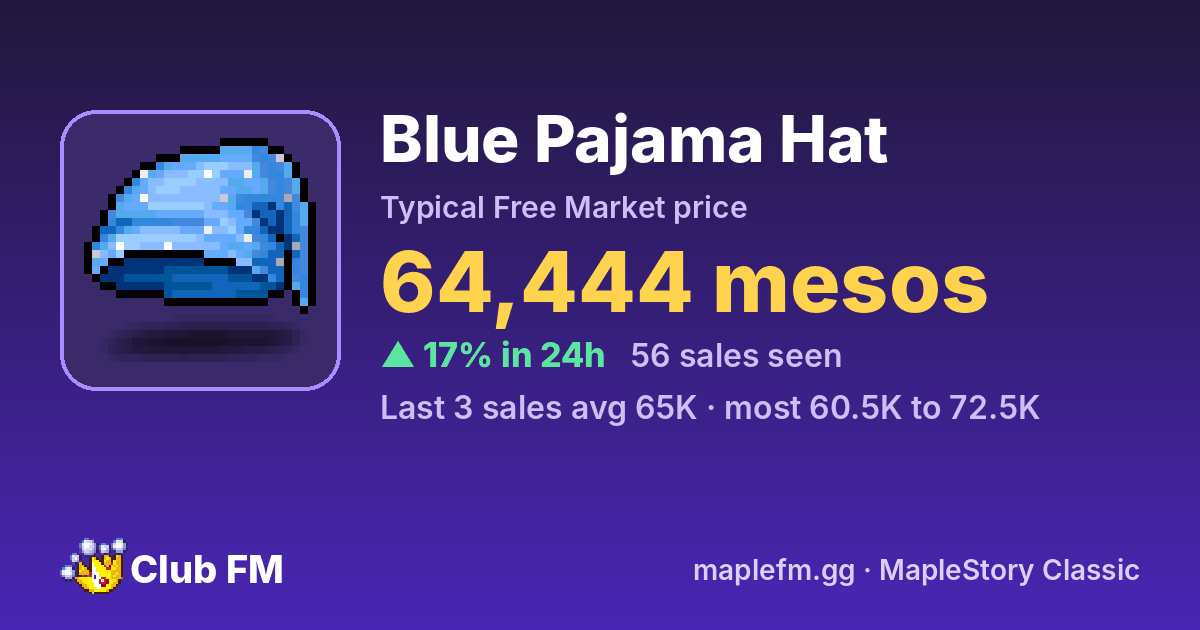 Blue Pajama Hat
Typical Free Market price
64,444 mesos
▲ 17% in 24h 56 sales seen
Last 3 sales avg 65K · most 60.5K to 72.5K
Club FM
maplefm.gg · MapleStory Classic